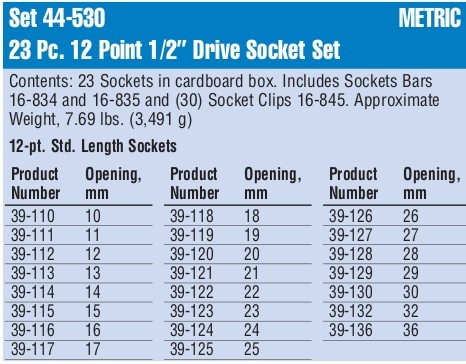 Set 44-530 METRIC
23 Pc. 12 Point 1/2″ Drive Socket Set
Contents: 23 Sockets in cardboard box. Includes Sockets Bars
16-834 and 16-835 and (30) Socket Clips 16-845. Approximate
Weight, 7.69 lbs. (3,491 g)
12-pt. Std. Length Sockets
Product Opening, Product Opening, Product Opening,
Number mm Number mm Number mm
39-110 10 39-118 18 39-126 26
39-111 11 39-119 19 39-127 27
39-112 12 39-120 20 39-128 28
39-113 13 39-121 21 39-129 29
39-114 14 39-122 22 39-130 30
39-115 15 39-123 23 39-132 32
39-116 16 39-124 24 39-136 36
39-117 17 39-125 25